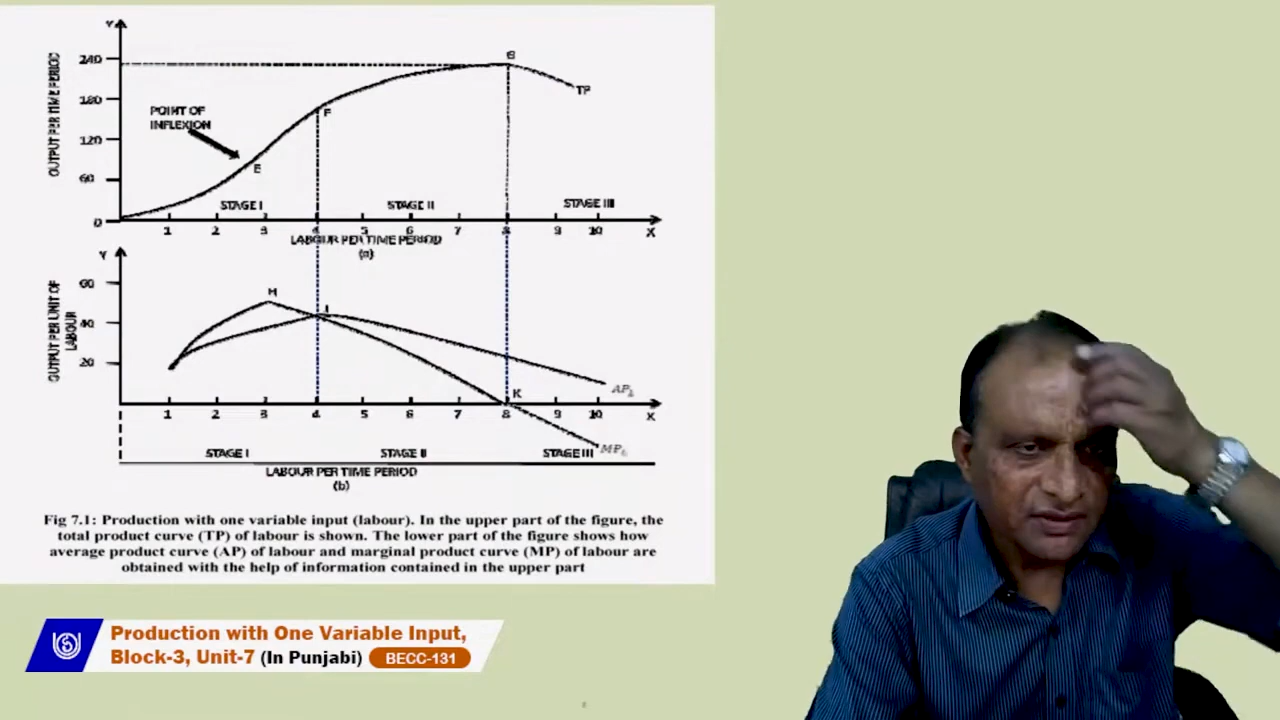 Y
OUTPUT PER TIME PERIOD
240
180
120
60
0
POINT OF
INFLEXION
E
F
G
TP
STAGE I STAGE II STAGE III
1 2 3 4 5 6 7 8 9 10 X
LABOUR PER TIME PERIOD
(a)
Y
OUTPUT PER UNIT OF
LABOUR
60
40
20
H
I
K
AP
MP
1 2 3 4 5 6 7 8 9 10 X
STAGE I STAGE II STAGE III
LABOUR PER TIME PERIOD
(b)
Fig 7.1: Production with one variable input (labour). In the upper part of the figure, the
total product curve (TP) of labour is shown. The lower part of the figure shows how
average product curve (AP) of labour and marginal product curve (MP) of labour are
obtained with the help of information contained in the upper part
Production with One Variable Input,
Block-3, Unit-7 (In Punjabi) BECC-131